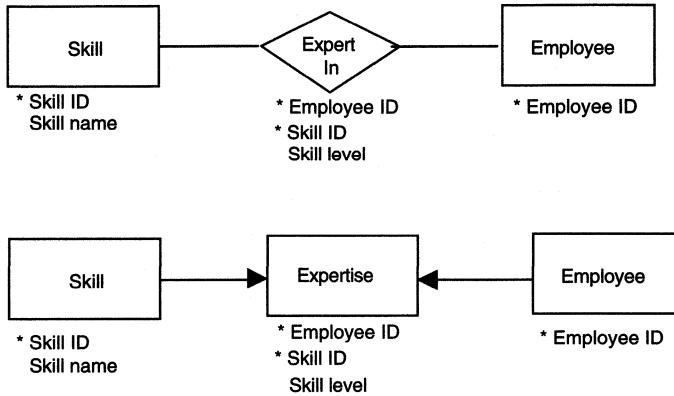 Skill
Expert
In
Employee
* Skill ID
Skill name
* Employee ID
* Skill ID
Skill level
* Employee ID
Skill
Expertise
Employee
* Skill ID
Skill name
* Employee ID
* Skill ID
Skill level
* Employee ID